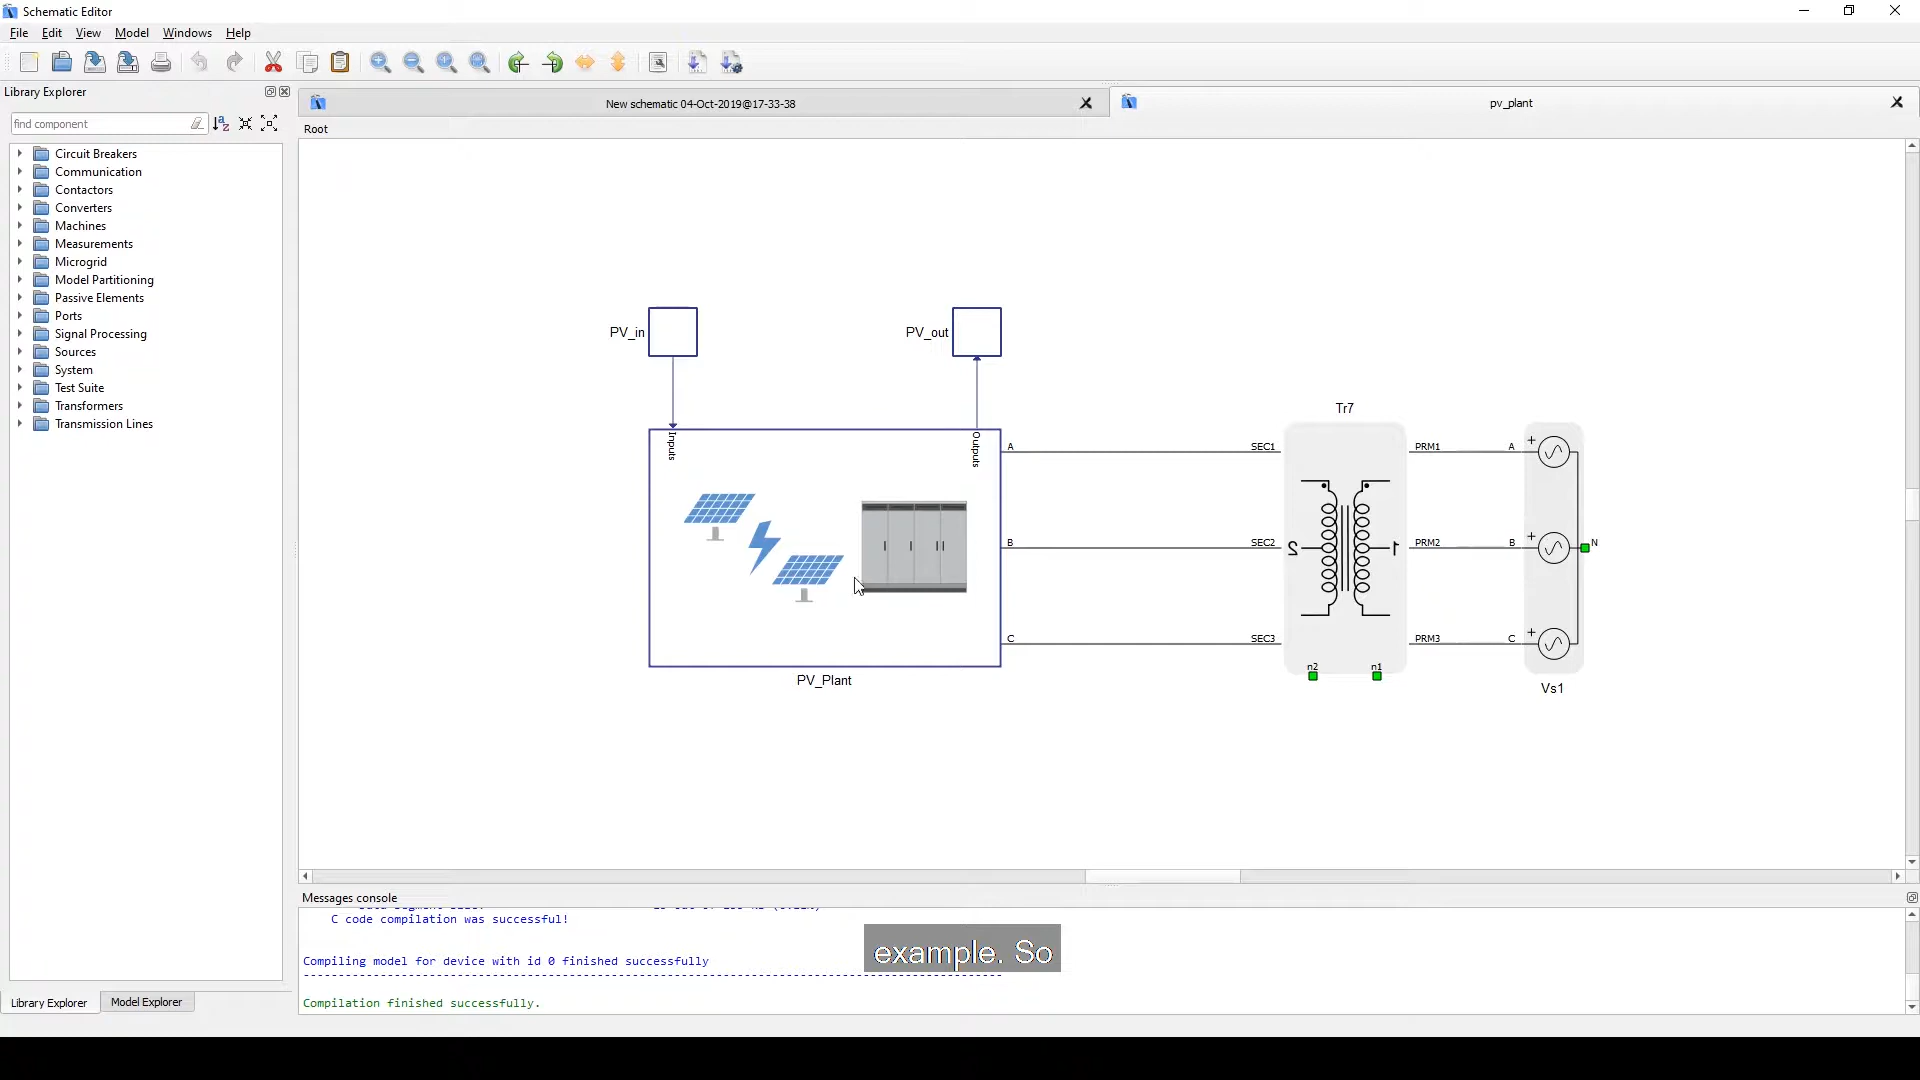 Schematic Editor
File Edit View Model Windows Help
Library Explorer
find component
New schematic 04-Oct-2019@17-33-38
pv_plant
Root
Circuit Breakers
Communication
Contactors
Converters
Machines
Measurements
Microgrid
Model Partitioning
Passive Elements
Ports
Signal Processing
Sources
System
Test Suite
Transformers
Transmission Lines
PV_in
PV_out
Inputs
Outputs
PV_Plant
A
B
C
Tr7
SEC1
SEC2
SEC3
2
1
n2
n1
PRM1
PRM2
PRM3
A
B
C
N
Vs1
Messages console
C code compilation was successful!
Compiling model for device with id 0 finished successfully
Compilation finished successfully.
example. So
Library Explorer
Model Explorer